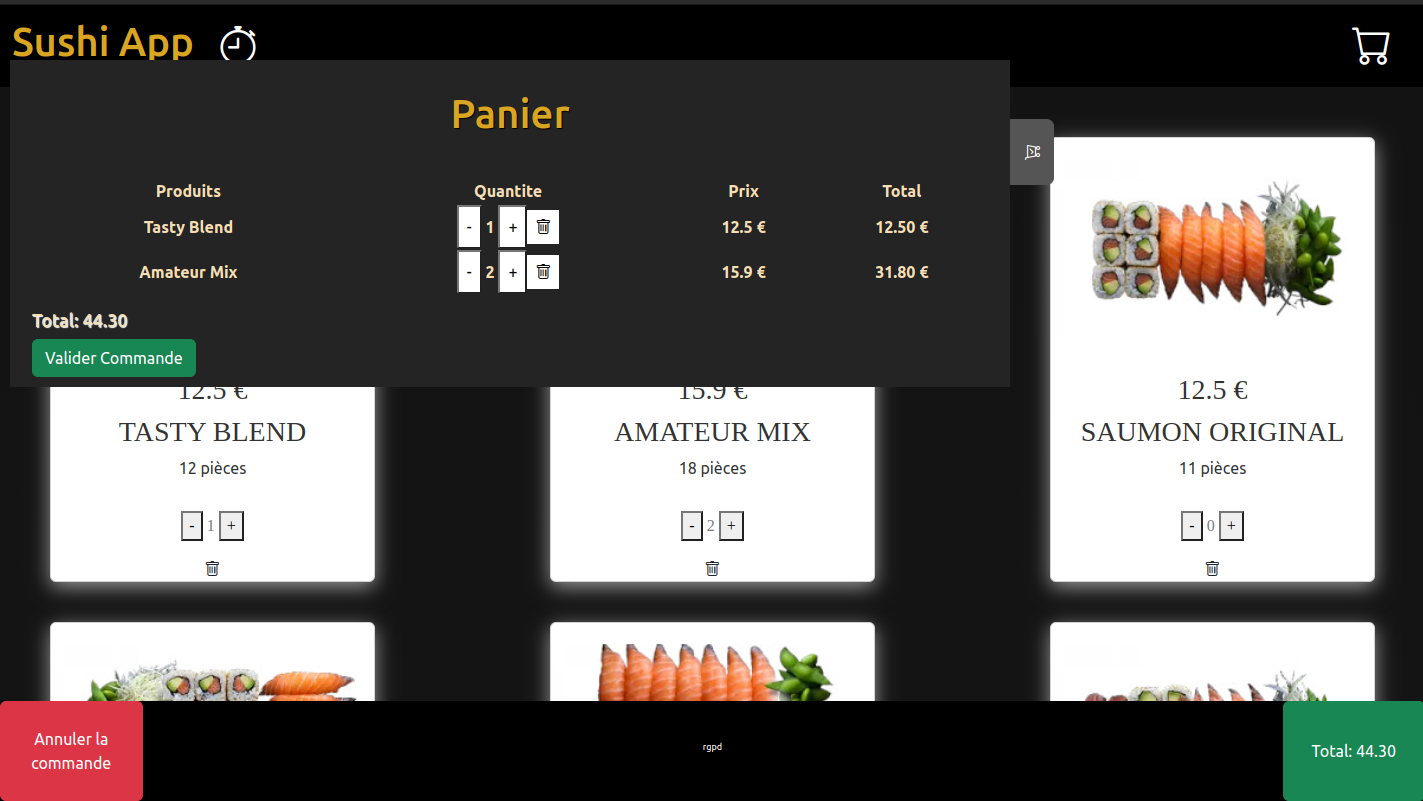 Sushi App
Panier
Produits Quantite Prix Total
Tasty Blend - 1 + 12.5 € 12.50 €
Amateur Mix - 2 + 15.9 € 31.80 €
Total: 44.30
Valider Commande
12.5 € 15.9 € 12.5 €
TASTY BLEND AMATEUR MIX SAUMON ORIGINAL
12 pièces 18 pièces 11 pièces
- 1 + - 2 + - 0 +
Annuler la
commande
rgpd
Total: 44.30